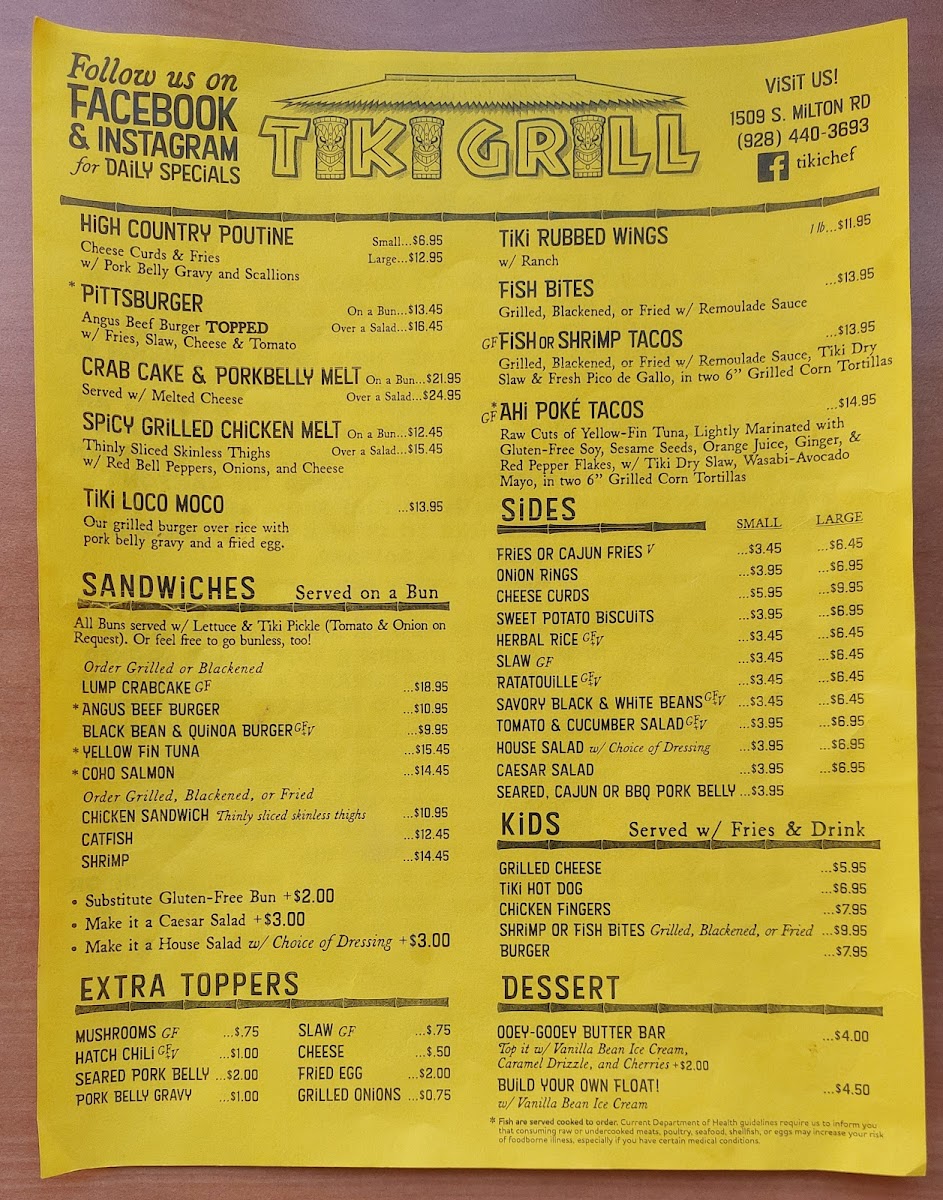 Follow us on
FACEBOOK
& INSTAGRAM
for DAILY SPECIALS
TIKI GRILL
VISIT US!
1509 S. MILTON RD
(928) 440-3693
f tikichef
HIGH COUNTRY POUTINE Small...$6.95
Cheese Curds & Fries Large...$12.95
w/ Pork Belly Gravy and Scallions
* PITTSBURGER On a Bun...$13.45
Angus Beef Burger TOPPED Over a Salad...$16.45
w/ Fries, Slaw, Cheese & Tomato
CRAB CAKE & PORKBELLY MELT On a Bun...$21.95
Served w/ Melted Cheese Over a Salad...$24.95
SPICY GRILLED CHICKEN MELT On a Bun...$12.45
Thinly Sliced Skinless Thighs Over a Salad...$15.45
w/ Red Bell Peppers, Onions, and Cheese
TIKI LOCO MOCO ...$13.95
Our grilled burger over rice with
pork belly gravy and a fried egg.
SANDWICHES Served on a Bun
All Buns served w/ Lettuce & Tiki Pickle (Tomato & Onion on
Request). Or feel free to go bunless, too!
Order Grilled or Blackened
LUMP CRABCAKE GF ...$18.95
* ANGUS BEEF BURGER ...$10.95
BLACK BEAN & QUINOA BURGER GF+V ...$9.95
* YELLOW FIN TUNA ...$15.45
* COHO SALMON ...$14.45
Order Grilled, Blackened, or Fried
CHICKEN SANDWICH Thinly sliced skinless thighs ...$10.95
CATFISH ...$12.45
SHRIMP ...$14.45
• Substitute Gluten-Free Bun +$2.00
• Make it a Caesar Salad +$3.00
• Make it a House Salad w/ Choice of Dressing +$3.00
EXTRA TOPPERS
MUSHROOMS GF ...$.75
HATCH CHILI GF+V ...$1.00
SEARED PORK BELLY ...$2.00
PORK BELLY GRAVY ...$1.00
SLAW GF ...$.75
CHEESE ...$.50
FRIED EGG ...$2.00
GRILLED ONIONS ...$0.75
TIKI RUBBED WINGS 1 lb...$11.95
w/ Ranch
FISH BITES ...$13.95
Grilled, Blackened, or Fried w/ Remoulade Sauce
GF FISH OR SHRIMP TACOS ...$13.95
Grilled, Blackened, or Fried w/ Remoulade Sauce, Tiki Dry
Slaw & Fresh Pico de Gallo, in two 6" Grilled Corn Tortillas
* GF AHI POKÉ TACOS ...$14.95
Raw Cuts of Yellow-Fin Tuna, Lightly Marinated with
Gluten-Free Soy, Sesame Seeds, Orange Juice, Ginger, &
Red Pepper Flakes, w/ Tiki Dry Slaw, Wasabi-Avocado
Mayo, in two 6" Grilled Corn Tortillas
SIDES SMALL LARGE
FRIES OR CAJUN FRIES V ...$3.45 ...$6.45
ONION RINGS ...$3.95 ...$6.95
CHEESE CURDS ...$5.95 ...$9.95
SWEET POTATO BISCUITS ...$3.95 ...$6.95
HERBAL RICE GF+V ...$3.45 ...$6.45
SLAW GF ...$3.45 ...$6.45
RATATOUILLE GF+V ...$3.45 ...$6.45
SAVORY BLACK & WHITE BEANS GF+V ...$3.45 ...$6.45
TOMATO & CUCUMBER SALAD GF+V ...$3.95 ...$6.95
HOUSE SALAD w/ Choice of Dressing ...$3.95 ...$6.95
CAESAR SALAD ...$3.95 ...$6.95
SEARED, CAJUN OR BBQ PORK BELLY ...$3.95
KIDS Served w/ Fries & Drink
GRILLED CHEESE ...$5.95
TIKI HOT DOG ...$6.95
CHICKEN FINGERS ...$7.95
SHRIMP OR FISH BITES Grilled, Blackened, or Fried ...$9.95
BURGER ...$7.95
DESSERT
OOEY-GOOEY BUTTER BAR ...$4.00
Top it w/ Vanilla Bean Ice Cream,
Caramel Drizzle, and Cherries +$2.00
BUILD YOUR OWN FLOAT! ...$4.50
w/ Vanilla Bean Ice Cream
* Fish are served cooked to order. Current Department of Health guidelines require us to inform you
that consuming raw or undercooked meats, poultry, seafood, shellfish, or eggs may increase your risk
of foodborne illness, especially if you have certain medical conditions.